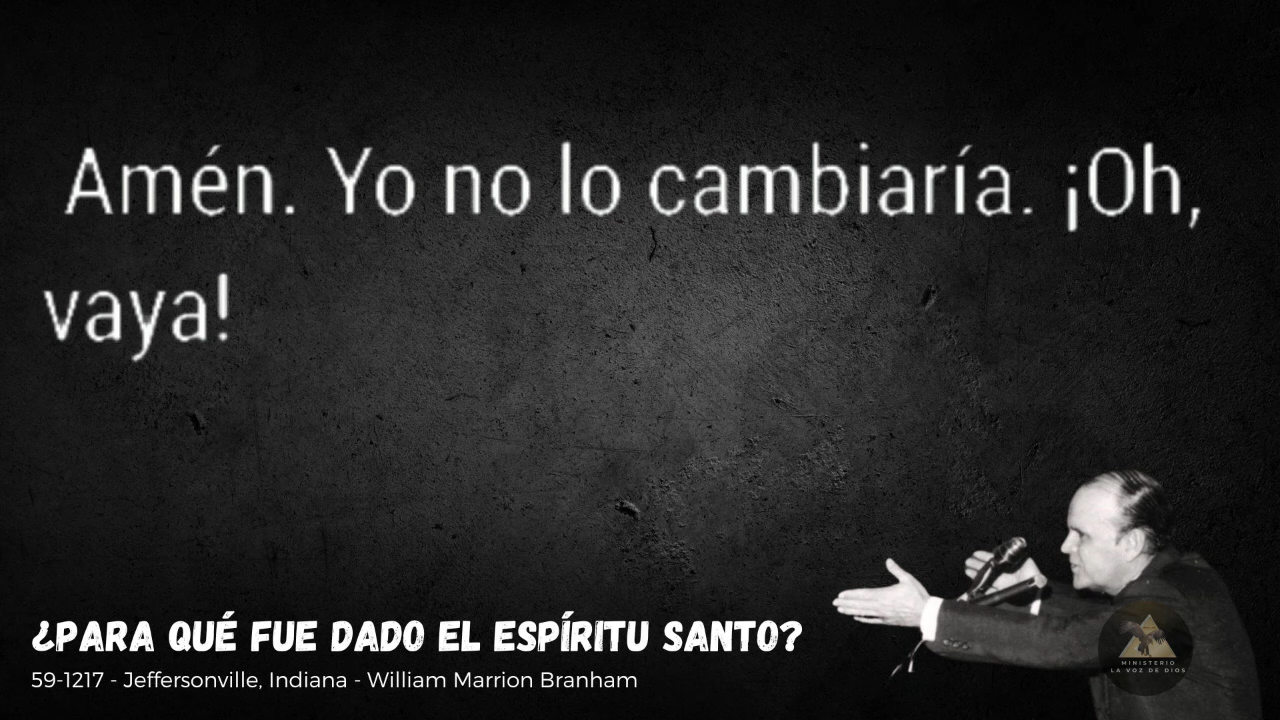 Amén. Yo no lo cambiaría. ¡Oh,
vaya!
¿PARA QUÉ FUE DADO EL ESPÍRITU SANTO?
59-1217 - Jeffersonville, Indiana - William Marrion Branham
MINISTERIO
LA VOZ DE DIOS